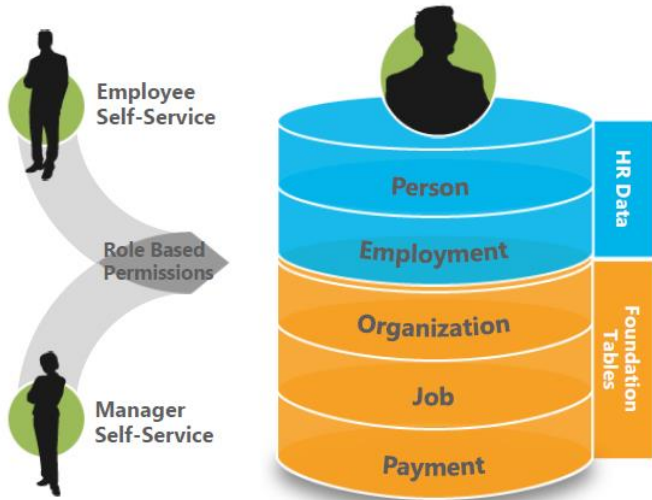 Employee
Self-Service
Role Based
Permissions
Manager
Self-Service
Person
Employment
Organization
Job
Payment
HR Data
Foundation
Tables